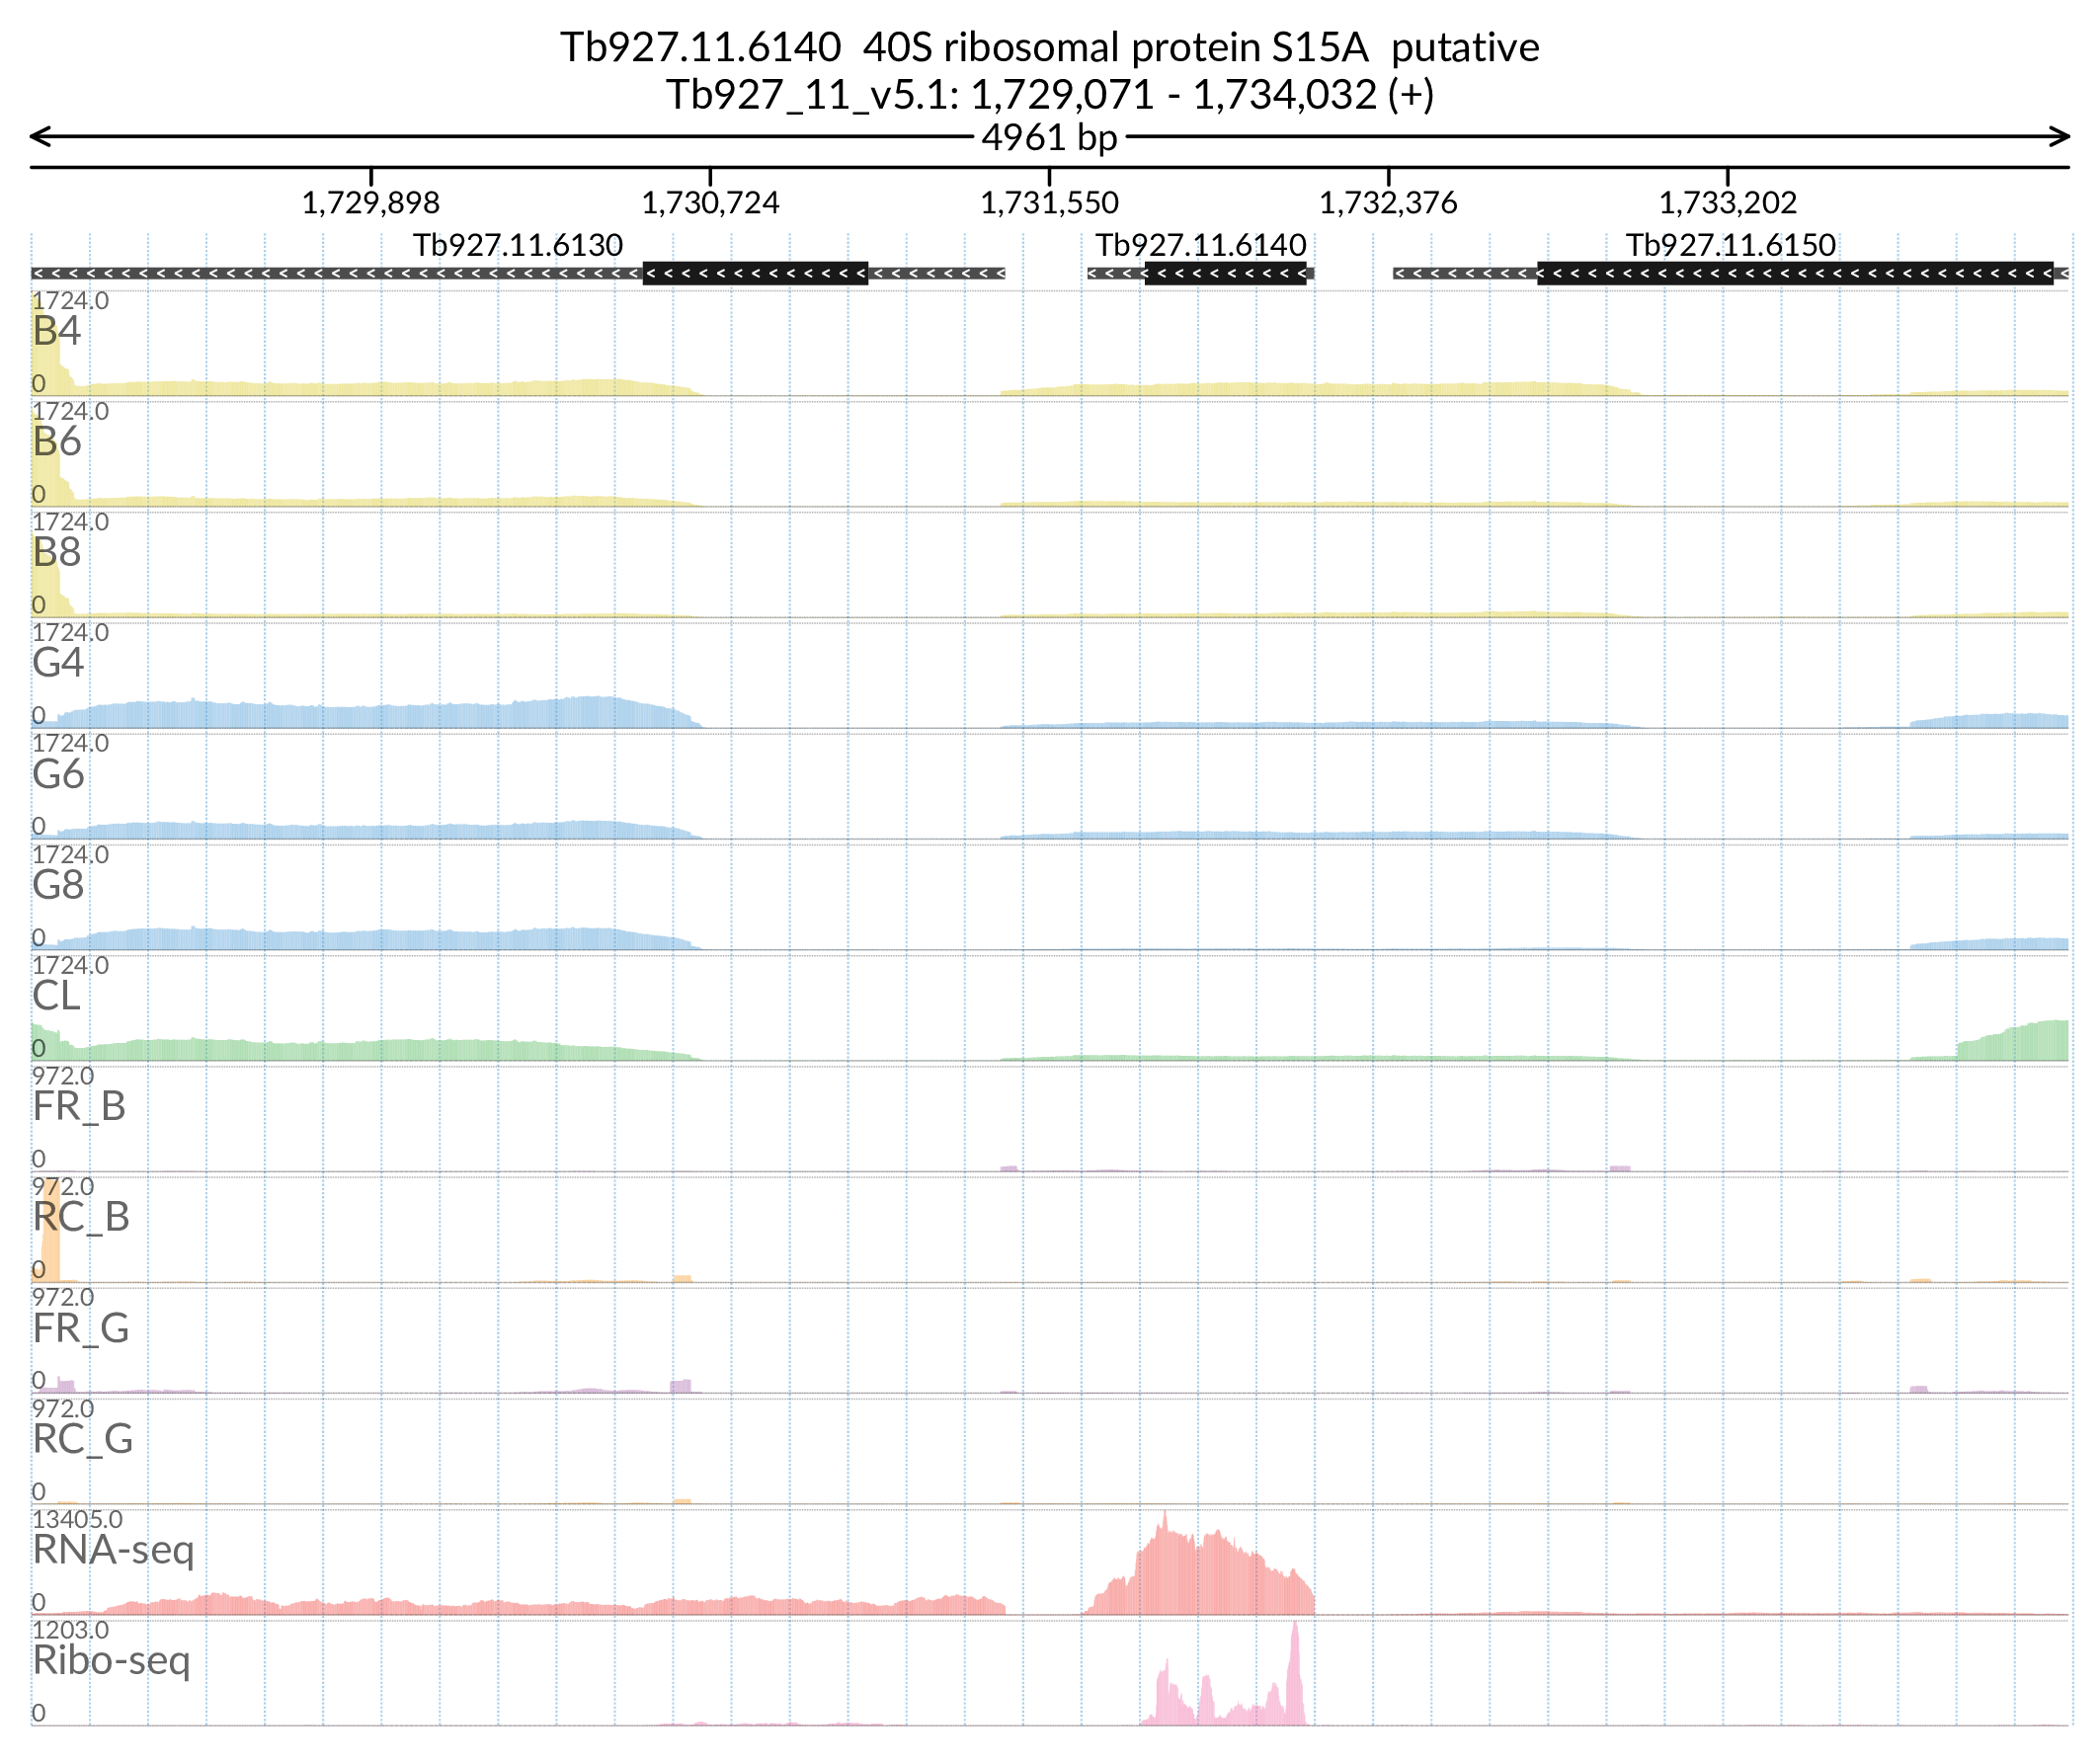 Tb927.11.6140  40S ribosomal protein S15A  putative
Tb927_11_v5.1: 1,729,071 - 1,734,032 (+)
4961 bp
1,729,898 1,730,724 1,731,550 1,732,376 1,733,202
Tb927.11.6130 Tb927.11.6140 Tb927.11.6150
1724.0
B4
0
1724.0
B6
0
1724.0
B8
0
1724.0
G4
0
1724.0
G6
0
1724.0
G8
0
1724.0
CL
0
972.0
FR_B
0
972.0
RC_B
0
972.0
FR_G
0
972.0
RC_G
0
13405.0
RNA-seq
0
1203.0
Ribo-seq
0